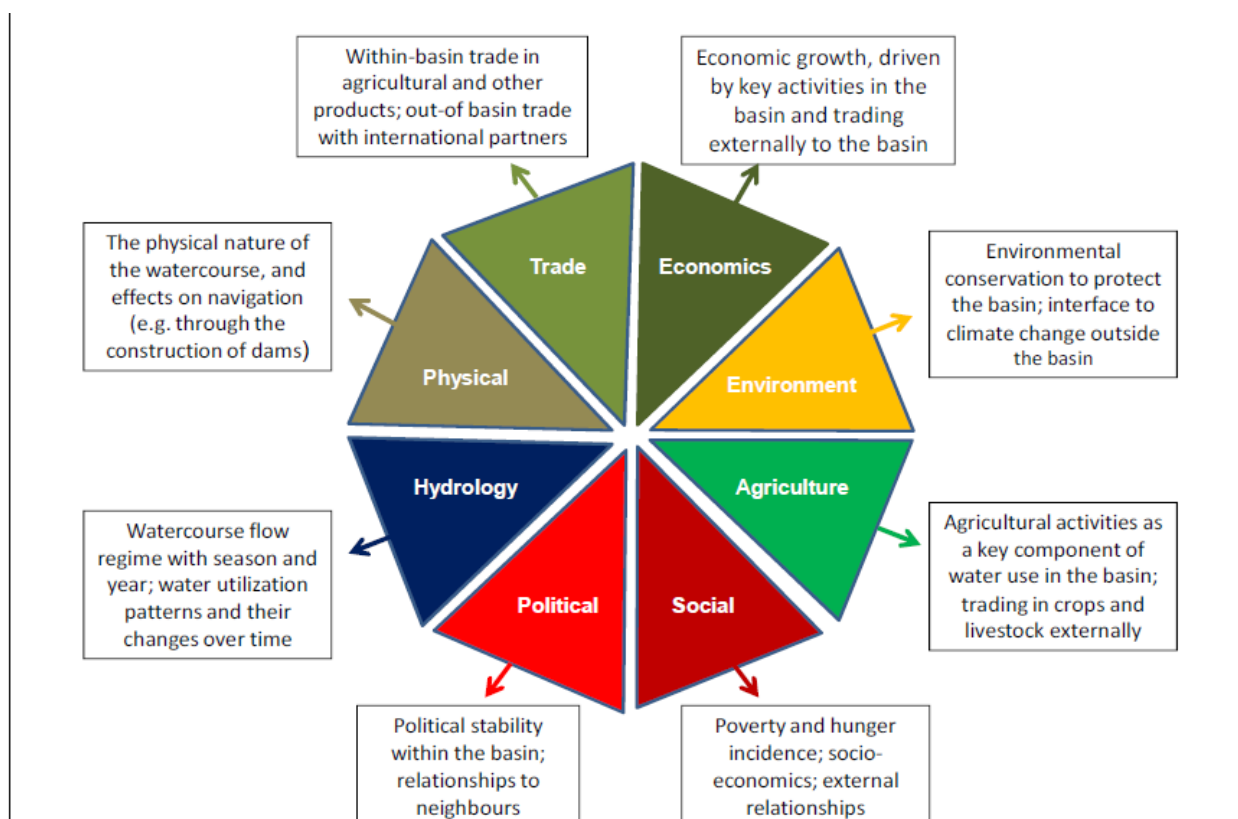 Within-basin trade in
agricultural and other
products; out-of basin trade
with international partners
Economic growth, driven
by key activities in the
basin and trading
externally to the basin
The physical nature of
the watercourse, and
effects on navigation
(e.g. through the
construction of dams)
Trade
Economics
Environmental
conservation to protect
the basin; interface to
climate change outside
the basin
Physical
Environment
Hydrology
Agriculture
Watercourse flow
regime with season and
year; water utilization
patterns and their
changes over time
Political
Social
Agricultural activities as
a key component of
water use in the basin;
trading in crops and
livestock externally
Political stability
within the basin;
relationships to
neighbours
Poverty and hunger
incidence; socio-
economics; external
relationships